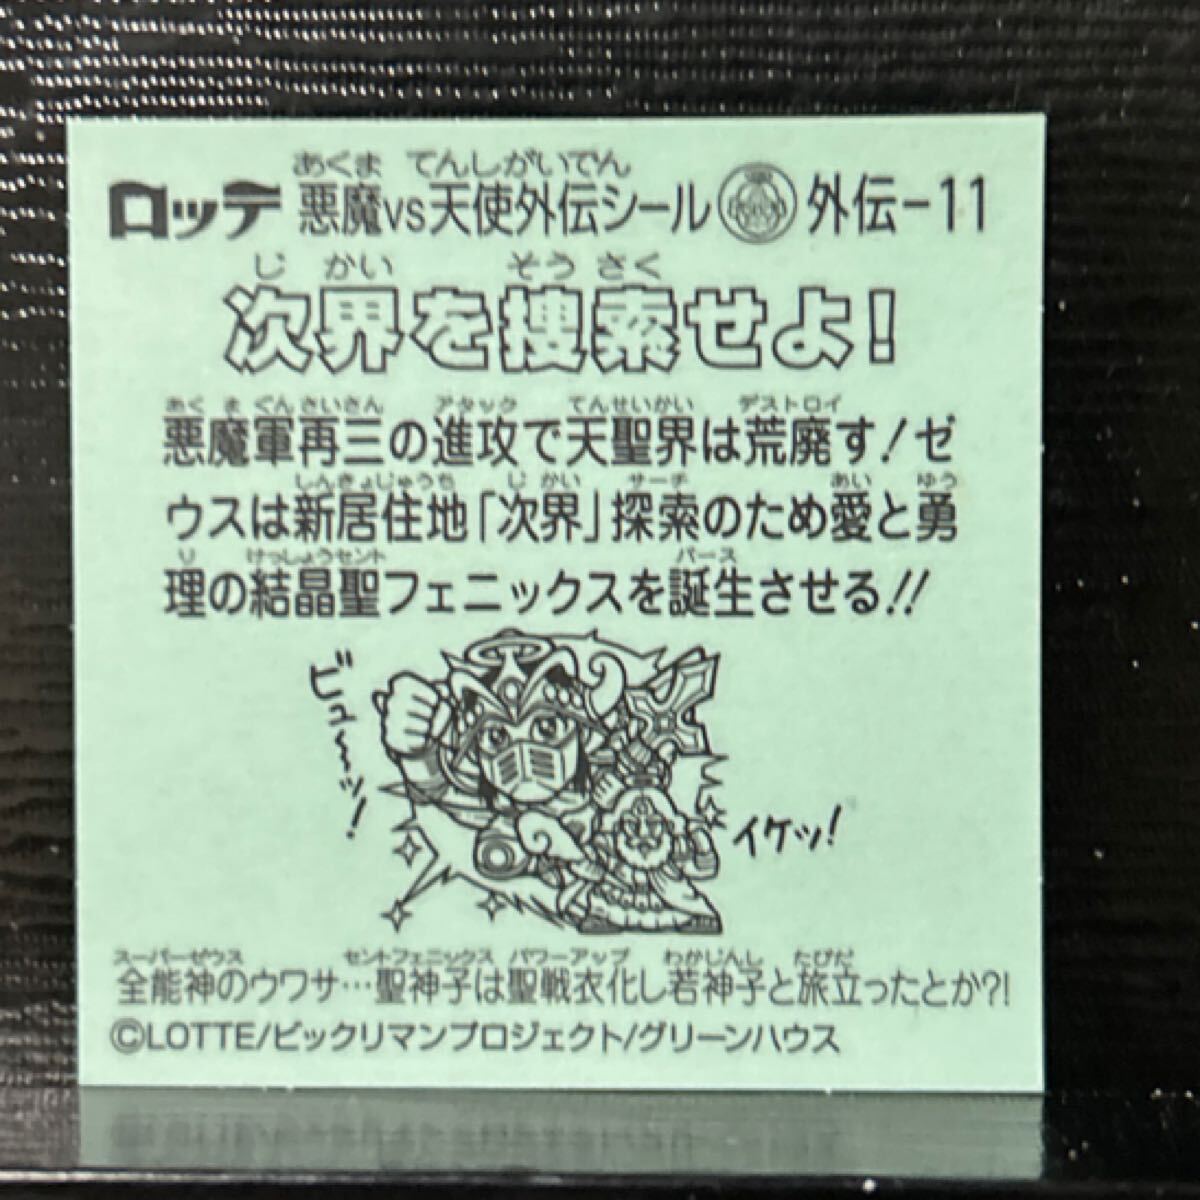 あくま てんしがいでん
ロッテ 悪魔VS天使外伝シール 外伝-11
じ かい そう さく
次界を捜索せよ!
あく ま ぐんさいさん アタック てんせいかい デストロイ
悪魔軍再三の進攻で天聖界は荒廃す!ゼ
しんきょじゅうち じ かい サーチ あい ゆう
ウスは新居住地「次界」探索のため愛と勇
り けっしょうセント バース
理の結晶聖フェニックスを誕生させる!!
ビューッ!
イケッ!
スーパーゼウス セントフェニックス パワーアップ わかじんし たびだ
全能神のウワサ…聖神子は聖戦衣化し若神子と旅立ったとか?!
©LOTTE/ビックリマンプロジェクト/グリーンハウス